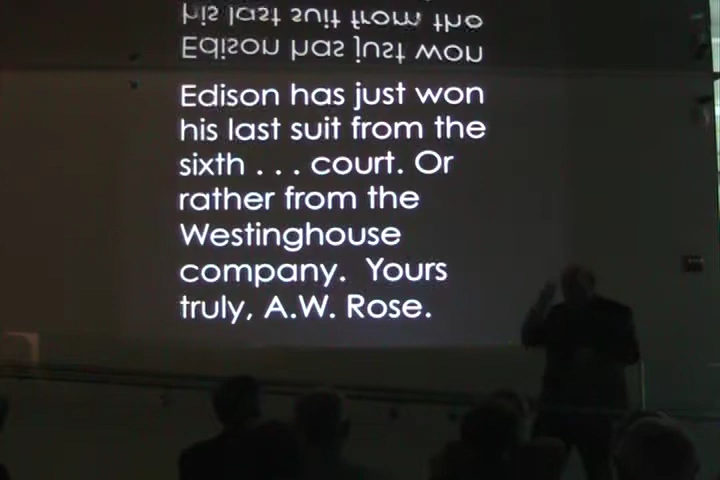 Edison has just won
his last suit from the
sixth . . . court. Or
rather from the
Westinghouse
company.  Yours
truly, A.W. Rose.